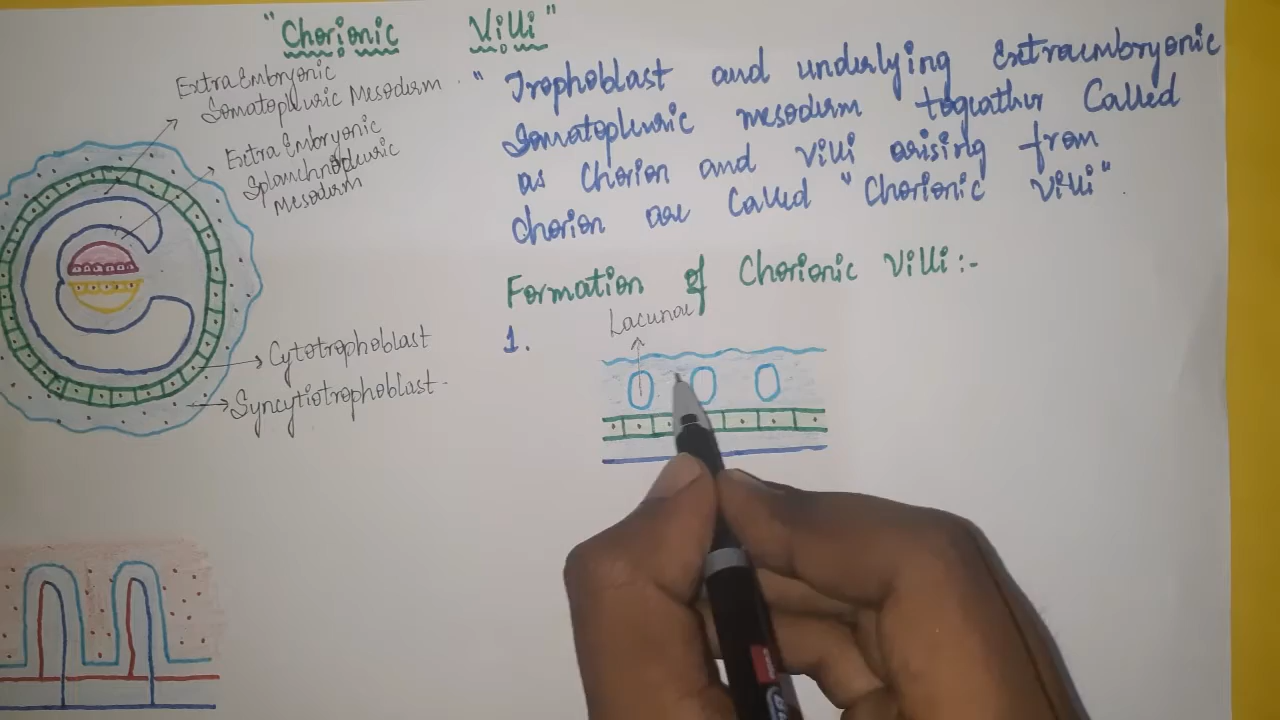 "Chorionic Villi"
Extra Embryonic
Somatopleuric Mesoderm
Extra Embryonic
Splanchnopleuric
Mesoderm
Cytotrophoblast
Syncytiotrophoblast
" Trophoblast and underlying Extraembryonic
Somatopleuric mesoderm togeather Called
as Chorion and villi arising from
chorion are called "Chorionic Villi".
Formation of Chorionic Villi:-
1.
Lacunae